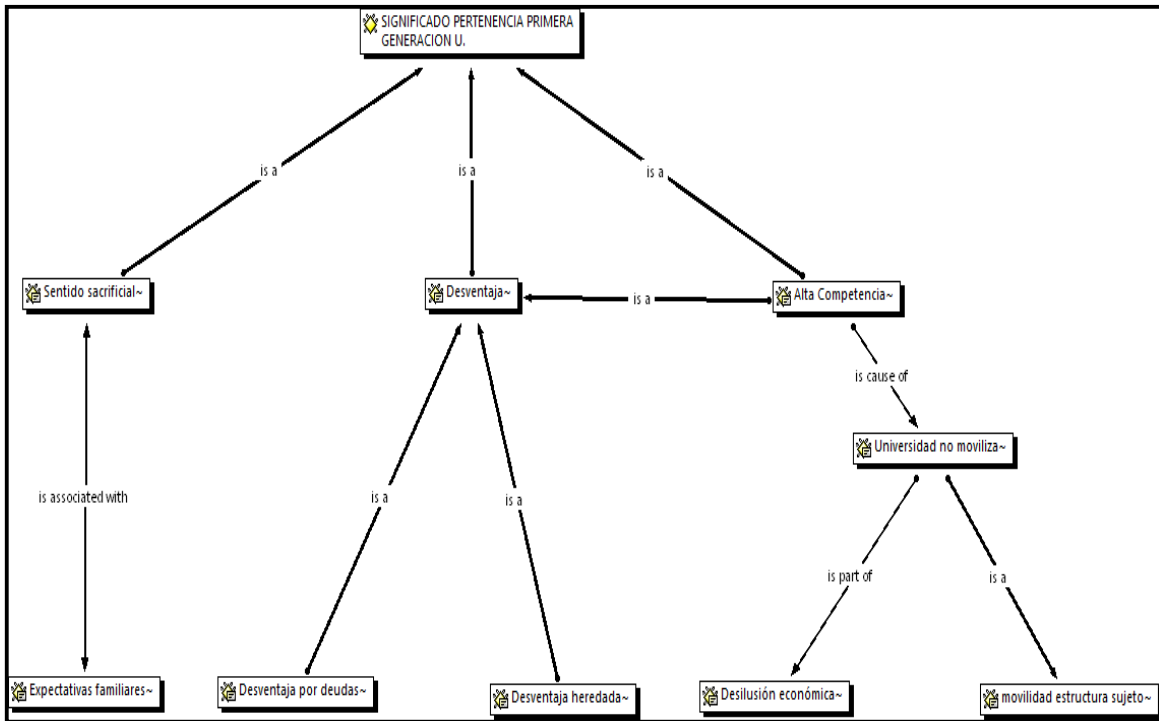 SIGNIFICADO PERTENENCIA PRIMERA
GENERACION U.
is a
is a
is a
Sentido sacrificial~
Desventaja~
is a
Alta Competencia~
is cause of
Universidad no moviliza~
is associated with
is a
is a
is part of
is a
Expectativas familiares~
Desventaja por deudas~
Desventaja heredada~
Desilusión económica~
movilidad estructura sujeto~